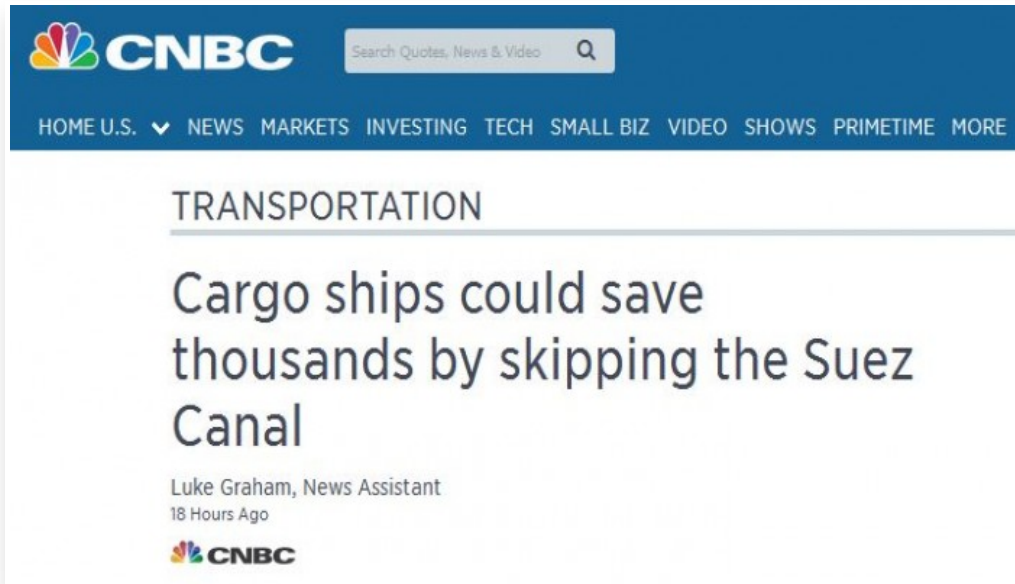 CNBC
Search Quotes, News & Video
HOME U.S. NEWS MARKETS INVESTING TECH SMALL BIZ VIDEO SHOWS PRIMETIME MORE
TRANSPORTATION
Cargo ships could save
thousands by skipping the Suez
Canal
Luke Graham, News Assistant
18 Hours Ago
CNBC